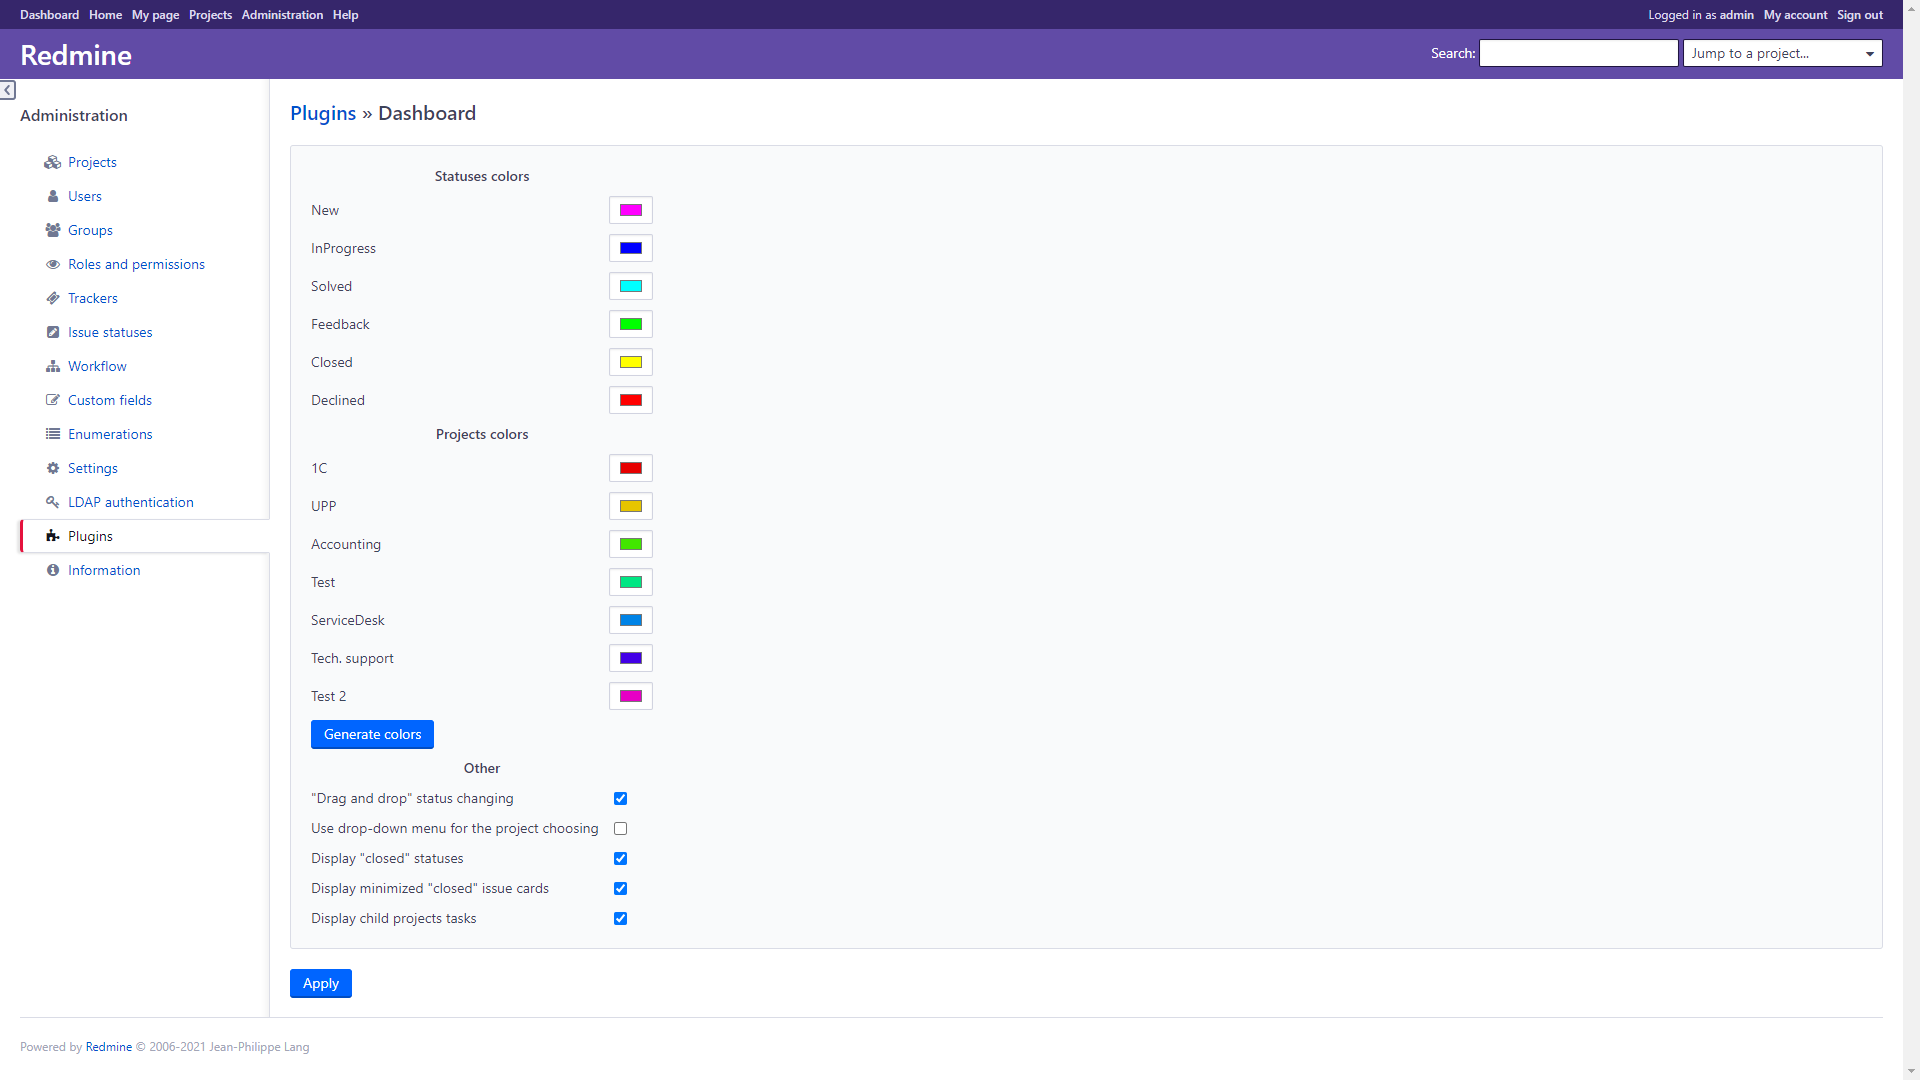 Dashboard Home My page Projects Administration Help
Logged in as admin My account Sign out
Redmine
Search: Jump to a project...
Administration
Projects
Users
Groups
Roles and permissions
Trackers
Issue statuses
Workflow
Custom fields
Enumerations
Settings
LDAP authentication
Plugins
Information
Plugins » Dashboard
Statuses colors
New
InProgress
Solved
Feedback
Closed
Declined
Projects colors
1C
UPP
Accounting
Test
ServiceDesk
Tech. support
Test 2
Generate colors
Other
"Drag and drop" status changing
Use drop-down menu for the project choosing
Display "closed" statuses
Display minimized "closed" issue cards
Display child projects tasks
Apply
Powered by Redmine © 2006-2021 Jean-Philippe Lang